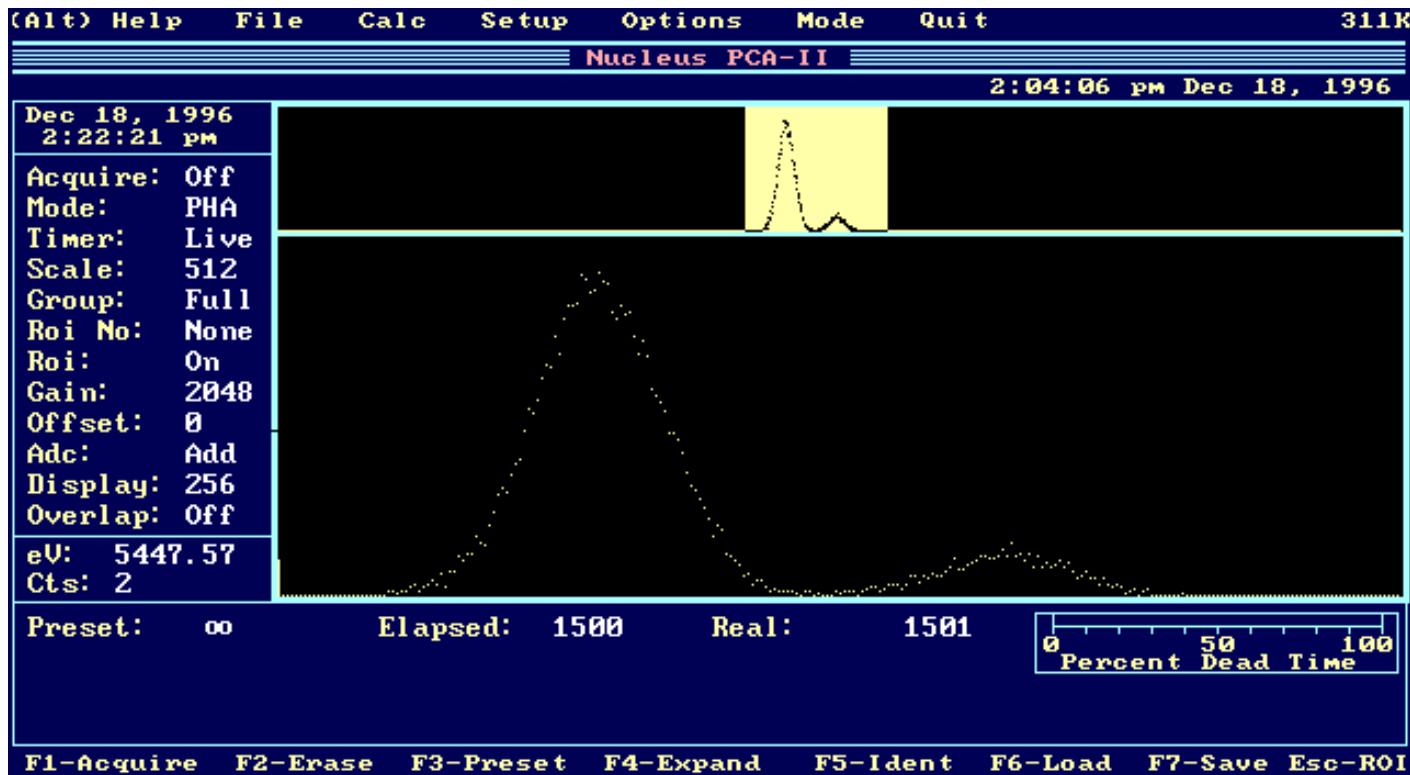 (Alt) Help File Calc Setup Options Mode Quit 311K
Nucleus PCA-II
2:04:06 pm Dec 18, 1996
Dec 18, 1996
2:22:21 pm
Acquire: Off
Mode: PHA
Timer: Live
Scale: 512
Group: Full
Roi No: None
Roi: On
Gain: 2048
Offset: 0
Adc: Add
Display: 256
Overlap: Off
eV: 5447.57
Cts: 2
Preset: ∞ Elapsed: 1500 Real: 1501
0 50 100
Percent Dead Time
F1-Acquire F2-Erase F3-Preset F4-Expand F5-Ident F6-Load F7-Save Esc-ROI